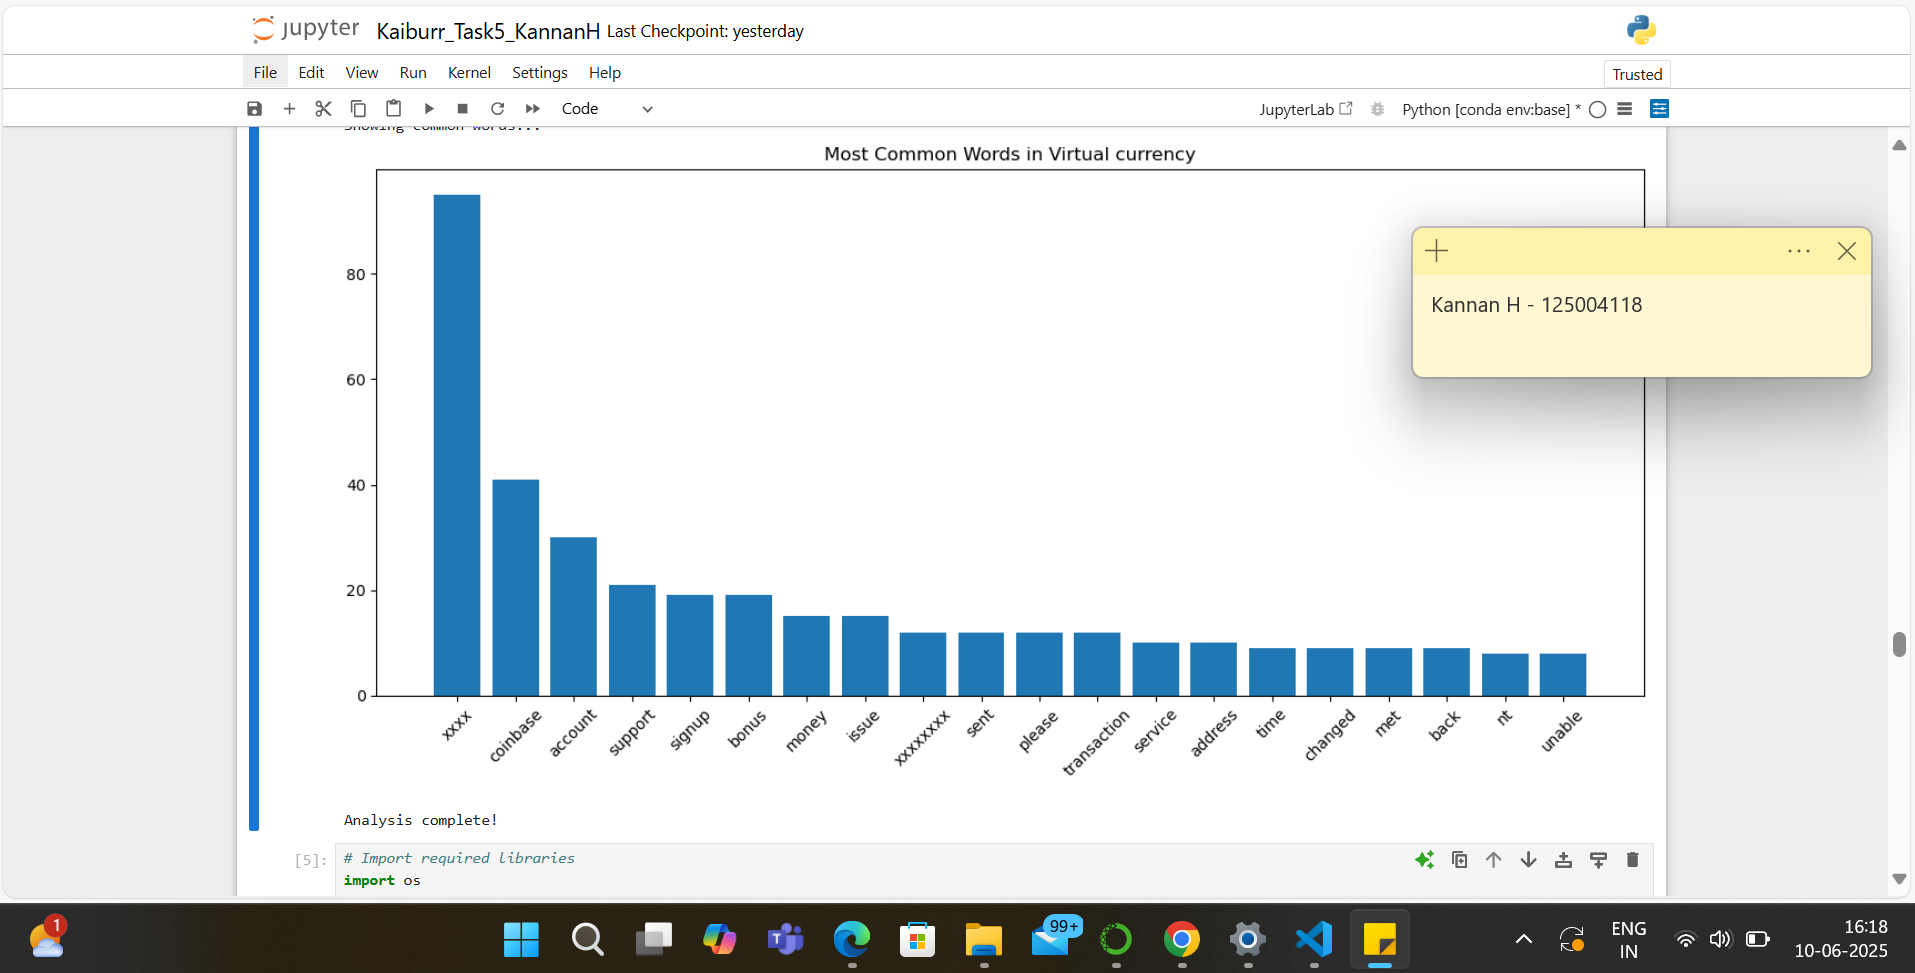 jupyter Kaiburr_Task5_KannanH Last Checkpoint: yesterday
File Edit View Run Kernel Settings Help
Trusted
Code
JupyterLab Python [conda env:base] *
Showing common words...
Most Common Words in Virtual currency
80
60
40
20
0
xxxx
coinbase
account
support
signup
bonus
money
issue
xxxxxxxx
sent
please
transaction
service
address
time
changed
met
back
nt
unable
Kannan H - 125004118
Analysis complete!
[5]:
# Import required libraries
import os
1
99+
ENG
IN
16:18
10-06-2025